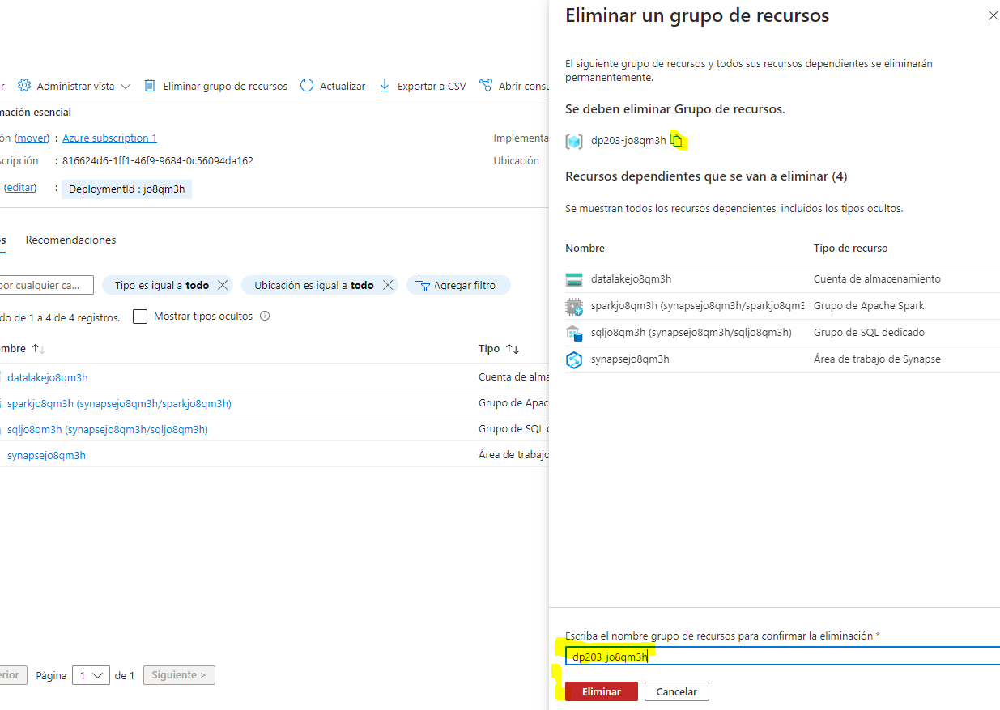 Eliminar un grupo de recursos
El siguiente grupo de recursos y todos sus recursos dependientes se eliminarán
permanentemente.
Se deben eliminar Grupo de recursos.
dp203-jo8qm3h
Recursos dependientes que se van a eliminar (4)
Se muestran todos los recursos dependientes, incluidos los tipos ocultos.
Nombre Tipo de recurso
datalakejo8qm3h Cuenta de almacenamiento
sparkjo8qm3h (synapsejo8qm3h/sparkjo8qm3 Grupo de Apache Spark
sqljo8qm3h (synapsejo8qm3h/sqljo8qm3h) Grupo de SQL dedicado
synapsejo8qm3h Área de trabajo de Synapse
Escriba el nombre grupo de recursos para confirmar la eliminación *
dp203-jo8qm3h
Eliminar Cancelar
r Administrar vista Eliminar grupo de recursos Actualizar Exportar a CSV Abrir consu
mación esencial
ón (mover) : Azure subscription 1 Implementa
cripción : 816624d6-1ff1-46f9-9684-0c56094da162 Ubicación
(editar) : DeploymentId : jo8qm3h
os Recomendaciones
por cualquier ca... Tipo es igual a todo Ubicación es igual a todo Agregar filtro
do de 1 a 4 de 4 registros. Mostrar tipos ocultos
mbre Tipo
datalakejo8qm3h Cuenta de alma
sparkjo8qm3h (synapsejo8qm3h/sparkjo8qm3h) Grupo de Apac
sqljo8qm3h (synapsejo8qm3h/sqljo8qm3h) Grupo de SQL d
synapsejo8qm3h Área de trabajo
erior Página 1 de 1 Siguiente >